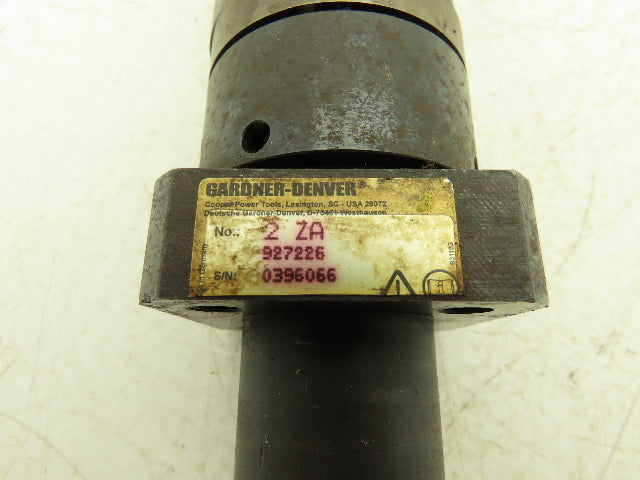 GARDNER-DENVER®
Cooper Power Tools, Lexington, SC - USA 29072
Deutsche Gardner-Denver, D-73461 Westhausen
No.: 2 ZA
927226
S/N: 0396066
931153